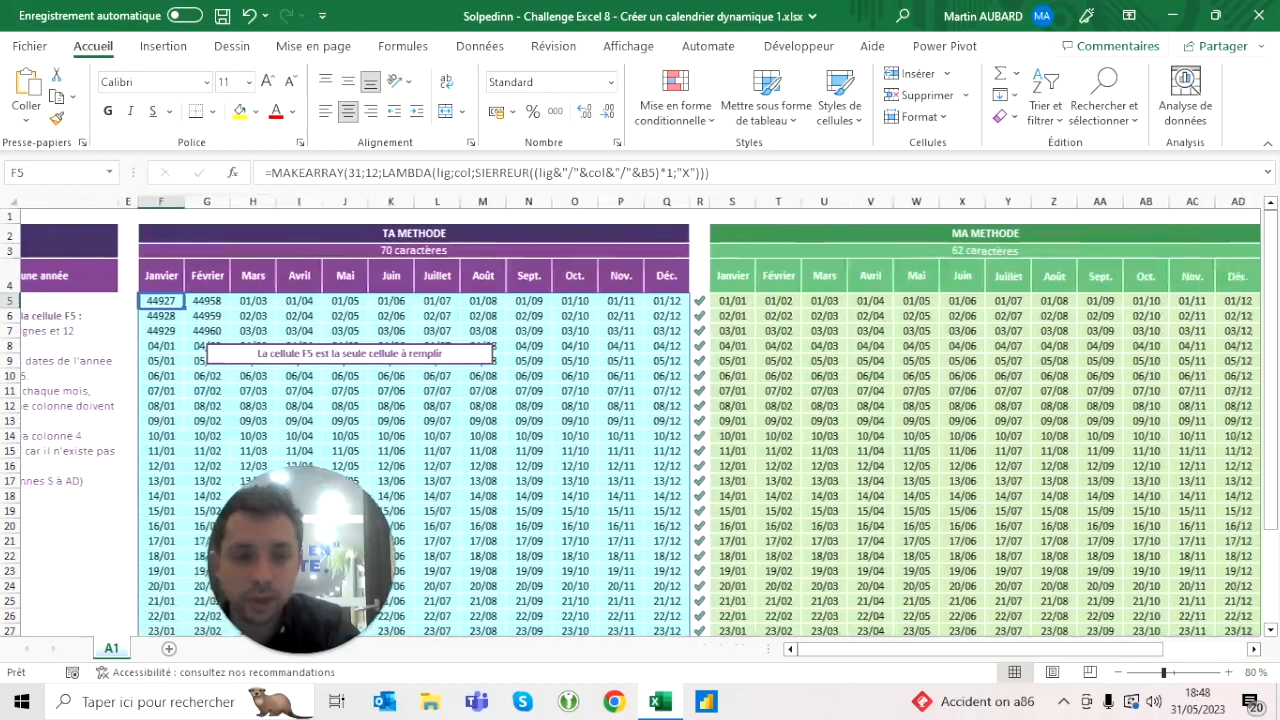 Enregistrement automatique
Solpedinn - Challenge Excel 8 - Créer un calendrier dynamique 1.xlsx
Martin AUBARD MA
Fichier Accueil Insertion Dessin Mise en page Formules Données Révision Affichage Automate Développeur Aide Power Pivot Commentaires Partager
Coller
Calibri 11
G I S
Standard
Mise en forme conditionnelle
Mettre sous forme de tableau
Styles de cellules
Insérer
Supprimer
Format
Trier et filtrer
Rechercher et sélectionner
Analyse de données
Presse-papiers Police Alignement Nombre Styles Cellules Édition Analysis
F5 fx =MAKEARRAY(31;12;LAMBDA(lig;col;SIERREUR((lig&"/"&col&"/"&B5)*1;"X")))
E F G H I J K L M N O P Q R S T U V W X Y Z AA AB AC AD
1
2 TA METHODE MA METHODE
3 70 caractères 62 caractères
4 une année Janvier Février Mars Avril Mai Juin Juillet Août Sept. Oct. Nov. Déc. Janvier Février Mars Avril Mai Juin Juillet Août Sept. Oct. Nov. Déc.
5 44927 44958 01/03 01/04 01/05 01/06 01/07 01/08 01/09 01/10 01/11 01/12 01/01 01/02 01/03 01/04 01/05 01/06 01/07 01/08 01/09 01/10 01/11 01/12
6 la cellule F5 : 44928 44959 02/03 02/04 02/05 02/06 02/07 02/08 02/09 02/10 02/11 02/12 02/01 02/02 02/03 02/04 02/05 02/06 02/07 02/08 02/09 02/10 02/11 02/12
7 gnes et 12 44929 44960 03/03 03/04 03/05 03/06 03/07 03/08 03/09 03/10 03/11 03/12 03/01 03/02 03/03 03/04 03/05 03/06 03/07 03/08 03/09 03/10 03/11 03/12
8 04/01 04/05 04/09 04/10 04/11 04/12 04/01 04/02 04/03 04/04 04/05 04/06 04/07 04/08 04/09 04/10 04/11 04/12
La cellule F5 est la seule cellule à remplir
9 dates de l'année 05/01 05/09 05/10 05/11 05/12 05/01 05/02 05/03 05/04 05/05 05/06 05/07 05/08 05/09 05/10 05/11 05/12
10 5. 06/01 06/02 06/03 06/04 06/05 06/06 06/07 06/08 06/09 06/10 06/11 06/12 06/01 06/02 06/03 06/04 06/05 06/06 06/07 06/08 06/09 06/10 06/11 06/12
11 chaque mois, 07/01 07/02 07/03 07/04 07/05 07/06 07/07 07/08 07/09 07/10 07/11 07/12 07/01 07/02 07/03 07/04 07/05 07/06 07/07 07/08 07/09 07/10 07/11 07/12
12 e colonne doivent 08/01 08/02 08/03 08/04 08/05 08/06 08/07 08/08 08/09 08/10 08/11 08/12 08/01 08/02 08/03 08/04 08/05 08/06 08/07 08/08 08/09 08/10 08/11 08/12
13 09/01 09/02 09/03 09/04 09/05 09/06 09/07 09/08 09/09 09/10 09/11 09/12 09/01 09/02 09/03 09/04 09/05 09/06 09/07 09/08 09/09 09/10 09/11 09/12
14 a colonne 4 10/01 10/02 10/03 10/04 10/05 10/06 10/07 10/08 10/09 10/10 10/11 10/12 10/01 10/02 10/03 10/04 10/05 10/06 10/07 10/08 10/09 10/10 10/11 10/12
15 car il n'existe pas 11/01 11/02 11/03 11/04 11/05 11/06 11/07 11/08 11/09 11/10 11/11 11/12 11/01 11/02 11/03 11/04 11/05 11/06 11/07 11/08 11/09 11/10 11/11 11/12
16 12/01 12/02 12/03 12/04 12/05 12/06 12/07 12/08 12/09 12/10 12/11 12/12 12/01 12/02 12/03 12/04 12/05 12/06 12/07 12/08 12/09 12/10 12/11 12/12
17 nnes S à AD) 13/01 13/02 13/05 13/06 13/07 13/08 13/09 13/10 13/11 13/12 13/01 13/02 13/03 13/04 13/05 13/06 13/07 13/08 13/09 13/10 13/11 13/12
18 14/01 14/02 14/06 14/07 14/08 14/09 14/10 14/11 14/12 14/01 14/02 14/03 14/04 14/05 14/06 14/07 14/08 14/09 14/10 14/11 14/12
19 15/01 15/02 15/06 15/07 15/08 15/09 15/10 15/11 15/12 15/01 15/02 15/03 15/04 15/05 15/06 15/07 15/08 15/09 15/10 15/11 15/12
20 16/01 16/06 16/07 16/08 16/09 16/10 16/11 16/12 16/01 16/02 16/03 16/04 16/05 16/06 16/07 16/08 16/09 16/10 16/11 16/12
21 17/01 17/07 17/08 17/09 17/10 17/11 17/12 17/01 17/02 17/03 17/04 17/05 17/06 17/07 17/08 17/09 17/10 17/11 17/12
22 18/01 18/07 18/08 18/09 18/10 18/11 18/12 18/01 18/02 18/03 18/04 18/05 18/06 18/07 18/08 18/09 18/10 18/11 18/12
23 19/01 19/07 19/08 19/09 19/10 19/11 19/12 19/01 19/02 19/03 19/04 19/05 19/06 19/07 19/08 19/09 19/10 19/11 19/12
24 20/01 20/07 20/08 20/09 20/10 20/11 20/12 20/01 20/02 20/03 20/04 20/05 20/06 20/07 20/08 20/09 20/10 20/11 20/12
25 21/01 21/07 21/08 21/09 21/10 21/11 21/12 21/01 21/02 21/03 21/04 21/05 21/06 21/07 21/08 21/09 21/10 21/11 21/12
26 22/01 22/06 22/07 22/08 22/09 22/10 22/11 22/12 22/01 22/02 22/03 22/04 22/05 22/06 22/07 22/08 22/09 22/10 22/11 22/12
27 23/01 23/02 23/06 23/07 23/08 23/09 23/10 23/11 23/12 23/01 23/02 23/03 23/04 23/05 23/06 23/07 23/08 23/09 23/10 23/11 23/12
A1
Prêt Accessibilité : consultez nos recommandations 80 %
Taper ici pour rechercher
Accident on a86
18:48
31/05/2023
20